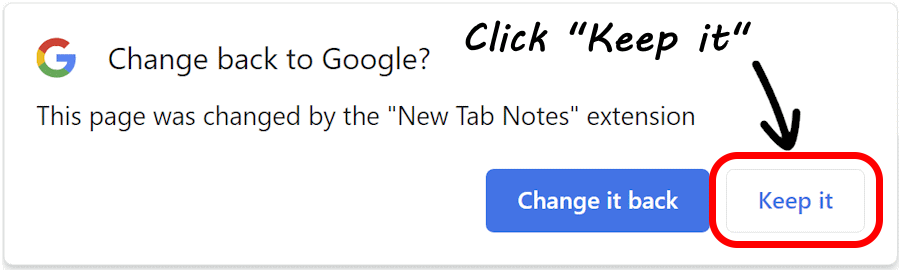 Click "Keep it"
Change back to Google?
This page was changed by the "New Tab Notes" extension
Change it back
Keep it